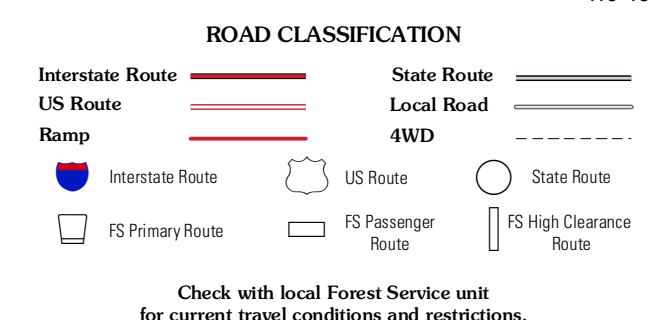 ROAD CLASSIFICATION
Interstate Route
State Route
US Route
Local Road
Ramp
4WD
Interstate Route
US Route
State Route
FS Primary Route
FS Passenger
Route
FS High Clearance
Route
Check with local Forest Service unit
for current travel conditions and restrictions.